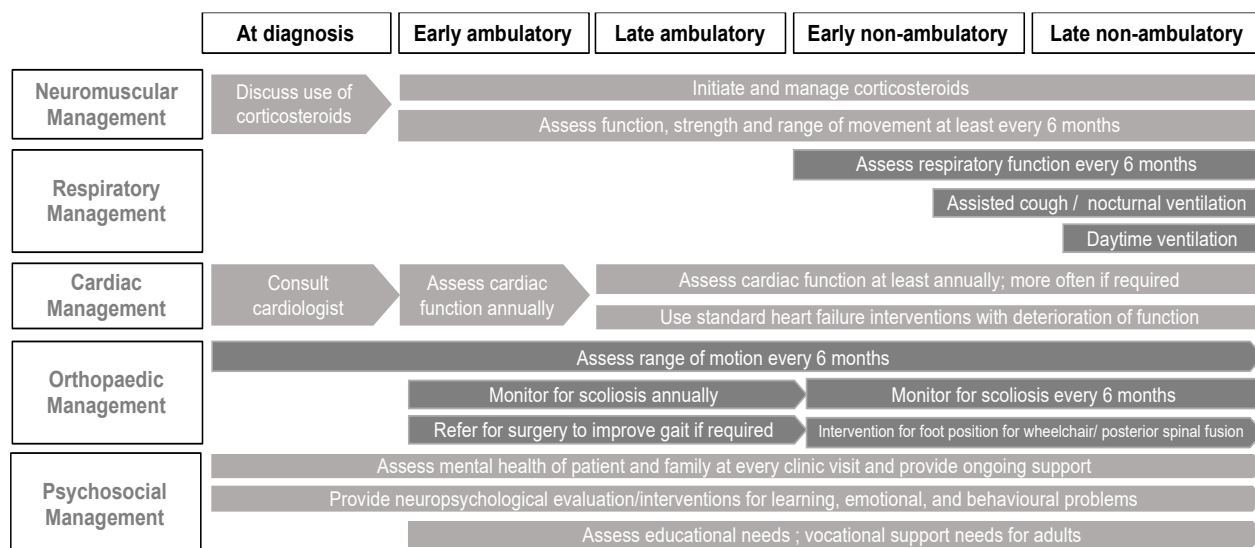 At diagnosis
Early ambulatory
Late ambulatory
Early non-ambulatory
Late non-ambulatory
Neuromuscular
Management
Discuss use of
corticosteroids
Initiate and manage corticosteroids
Assess function, strength and range of movement at least every 6 months
Respiratory
Management
Assess respiratory function every 6 months
Assisted cough / nocturnal ventilation
Daytime ventilation
Cardiac
Management
Consult
cardiologist
Assess cardiac
function annually
Assess cardiac function at least annually; more often if required
Use standard heart failure interventions with deterioration of function
Orthopaedic
Management
Assess range of motion every 6 months
Monitor for scoliosis annually
Monitor for scoliosis every 6 months
Refer for surgery to improve gait if required
Intervention for foot position for wheelchair/ posterior spinal fusion
Psychosocial
Management
Assess mental health of patient and family at every clinic visit and provide ongoing support
Provide neuropsychological evaluation/interventions for learning, emotional, and behavioural problems
Assess educational needs ; vocational support needs for adults